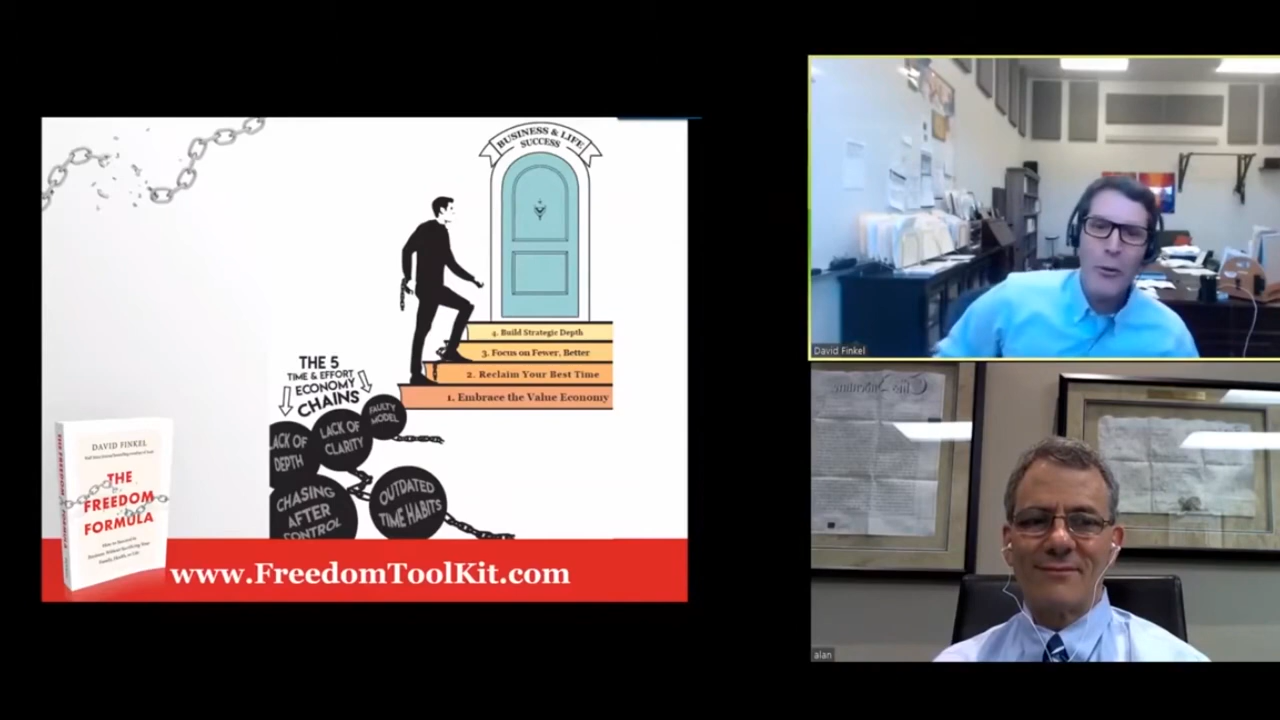 BUSINESS & LIFE
SUCCESS
4. Build Strategic Depth
3. Focus on Fewer, Better
2. Reclaim Your Best Time
1. Embrace the Value Economy
THE 5
TIME & EFFORT
ECONOMY
CHAINS
FAULTY
MODEL
LACK OF
CLARITY
LACK OF
DEPTH
CHASING
AFTER
CONTROL
OUTDATED
TIME HABITS
DAVID FINKEL
THE
FREEDOM
FORMULA
www.FreedomToolKit.com
David Finkel
alan